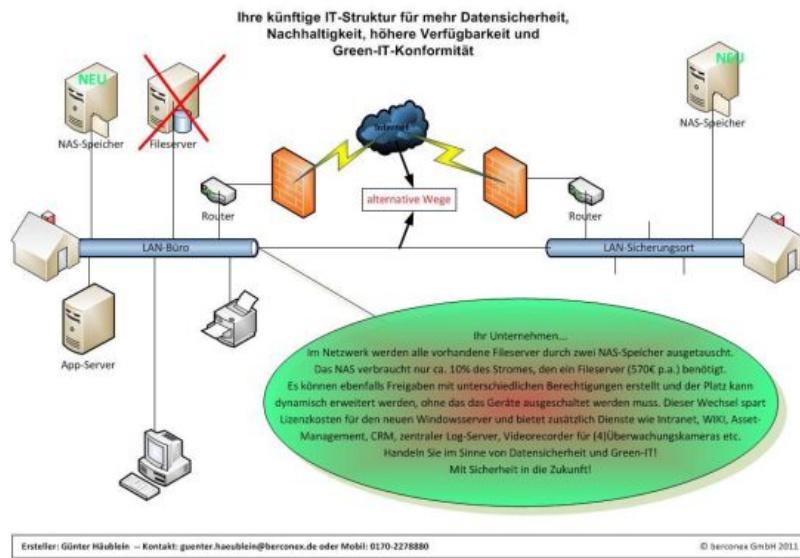 Ihre künftige IT-Struktur für mehr Datensicherheit,
Nachhaltigkeit, höhere Verfügbarkeit und
Green-IT-Konformität
NEU
NEU
NAS-Speicher
Fileserver
Internet
NAS-Speicher
alternative Wege
Router
Router
LAN-Büro
LAN-Sicherungsort
App-Server
Ihr Unternehmen...
Im Netzwerk werden alle vorhandene Fileserver durch zwei NAS-Speicher ausgetauscht.
Das NAS verbraucht nur ca. 10% des Stromes, den ein Fileserver (570€ p.a.) benötigt.
Es können ebenfalls Freigaben mit unterschiedlichen Berechtigungen erstellt und der Platz kann
dynamisch erweitert werden, ohne das das Geräte ausgeschaltet werden muss. Dieser Wechsel spart
Lizenzkosten für den neuen Windowsserver und bietet zusätzlich Dienste wie Intranet, WIKI, Asset-
Management, CRM, zentraler Log-Server, Videorecorder für (4)Überwachungskameras etc.
Handeln Sie im Sinne von Datensicherheit und Green-IT!
Mit Sicherheit in die Zukunft!
Ersteller: Günter Häublein -- Kontakt: guenter.haeublein@berconex.de oder Mobil: 0170-2278880
© berconex GmbH 2011